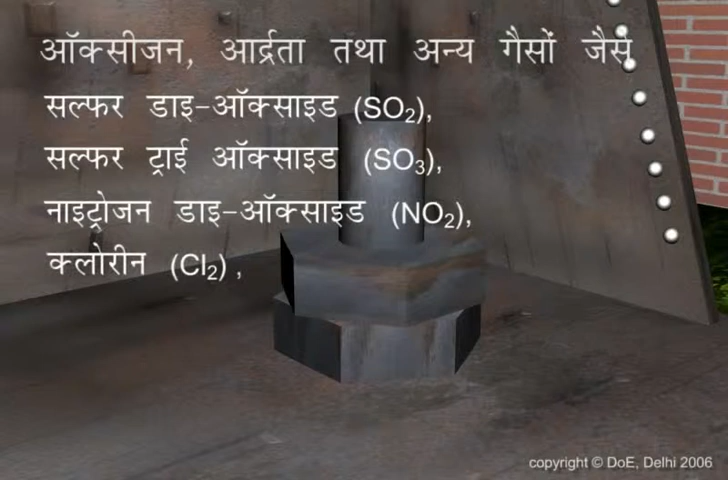 ऑक्सीजन, आर्द्रता तथा अन्य गैसों जैसे
सल्फर डाइ-ऑक्साइड (SO₂),
सल्फर ट्राई ऑक्साइड (SO₃),
नाइट्रोजन डाइ-ऑक्साइड (NO₂),
क्लोरीन (Cl₂) ,
copyright © DoE, Delhi 2006